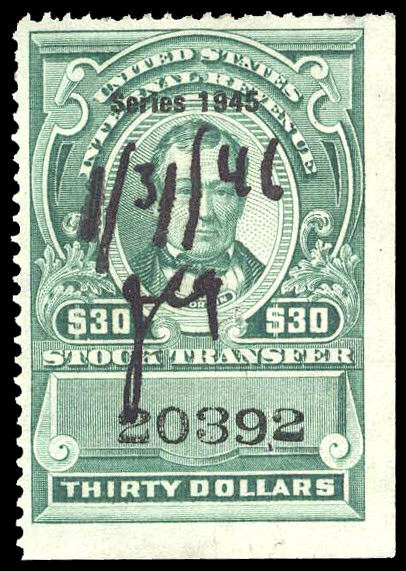 UNITED STATES
INTERNAL REVENUE
Series 1945
1/31/46
$30 $30
STOCK TRANSFER
20392
THIRTY DOLLARS